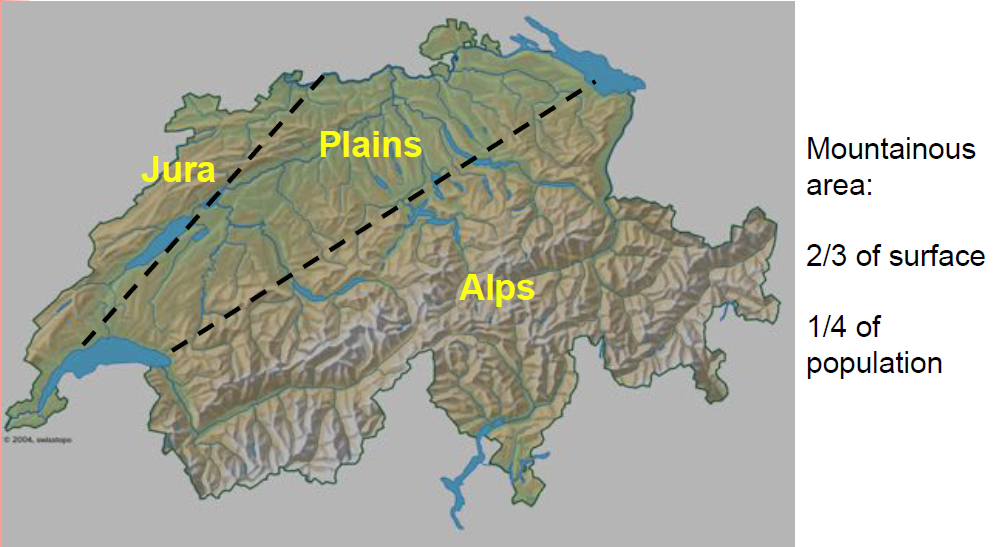 Jura
Plains
Alps
© 2004, swisstopo
Mountainous
area:
2/3 of surface
1/4 of
population